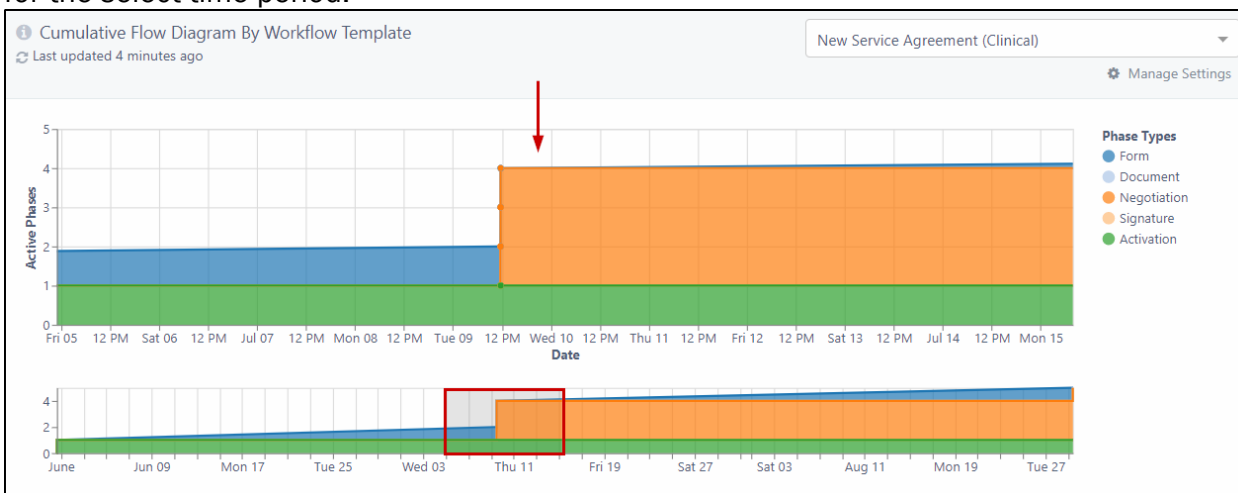 for the select time period.
Cumulative Flow Diagram By Workflow Template
Last updated 4 minutes ago
New Service Agreement (Clinical)
Manage Settings
5
4
3
2
1
0
Active Phases
Fri 05 12 PM Sat 06 12 PM Jul 07 12 PM Mon 08 12 PM Tue 09 12 PM Wed 10 12 PM Thu 11 12 PM Fri 12 12 PM Sat 13 12 PM Jul 14 12 PM Mon 15
Date
Phase Types
Form
Document
Negotiation
Signature
Activation
4
2
0
June Jun 09 Mon 17 Tue 25 Wed 03 Thu 11 Fri 19 Sat 27 Sat 03 Aug 11 Mon 19 Tue 27